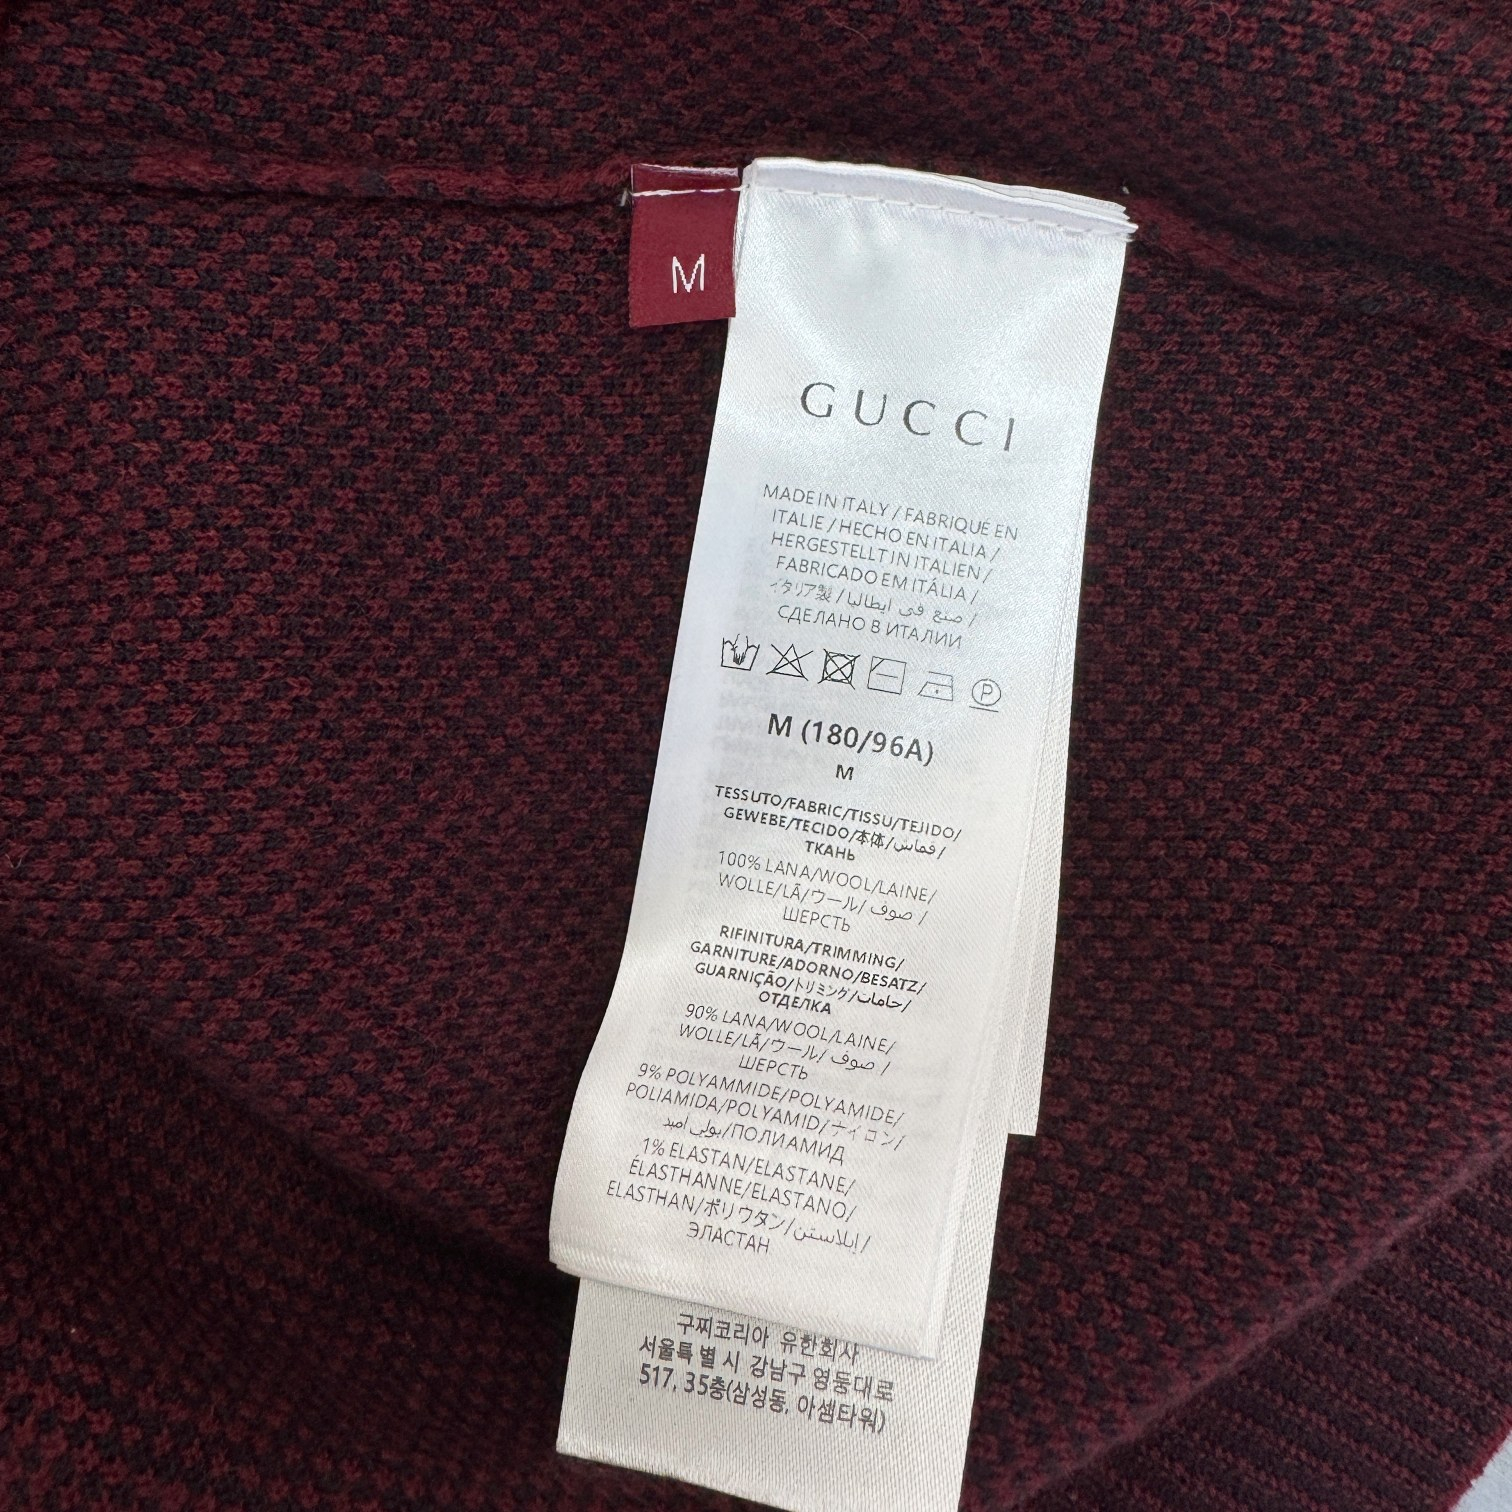 M
GUCCI
MADE IN ITALY / FABRIQUÉ EN
ITALIE / HECHO EN ITALIA /
HERGESTELLT IN ITALIEN /
FABRICADO EM ITÁLIA /
イタリア製 / صنع في ايطاليا /
СДЕЛАНО В ИТАЛИИ
P
M (180/96A)
M
TESSUTO/FABRIC/TISSU/TEJIDO/
GEWEBE/TECIDO/本体/قماش/
ТКАНЬ
100% LANA/WOOL/LAINE/
WOLLE/LÃ/ウール/ صوف /
ШЕРСТЬ
RIFINITURA/TRIMMING/
GARNITURE/ADORNO/BESATZ/
GUARNIÇÃO/トリミング/حامات/
ОТДЕЛКА
90% LANA/WOOL/LAINE/
WOLLE/LÃ/ウール/ صوف /
ШЕРСТЬ
9% POLYAMMIDE/POLYAMIDE/
POLIAMIDA/POLYAMID/ナイロン/
بولي اميد/ПОЛИАМИД
1% ELASTAN/ELASTANE/
ÉLASTHANNE/ELASTANO/
ELASTHAN/ポリウタン/إيلاستن/
ЭЛАСТАН
구찌코리아 유한회사
서울특별시 강남구 영동대로
517, 35층(삼성동, 아셈타워)